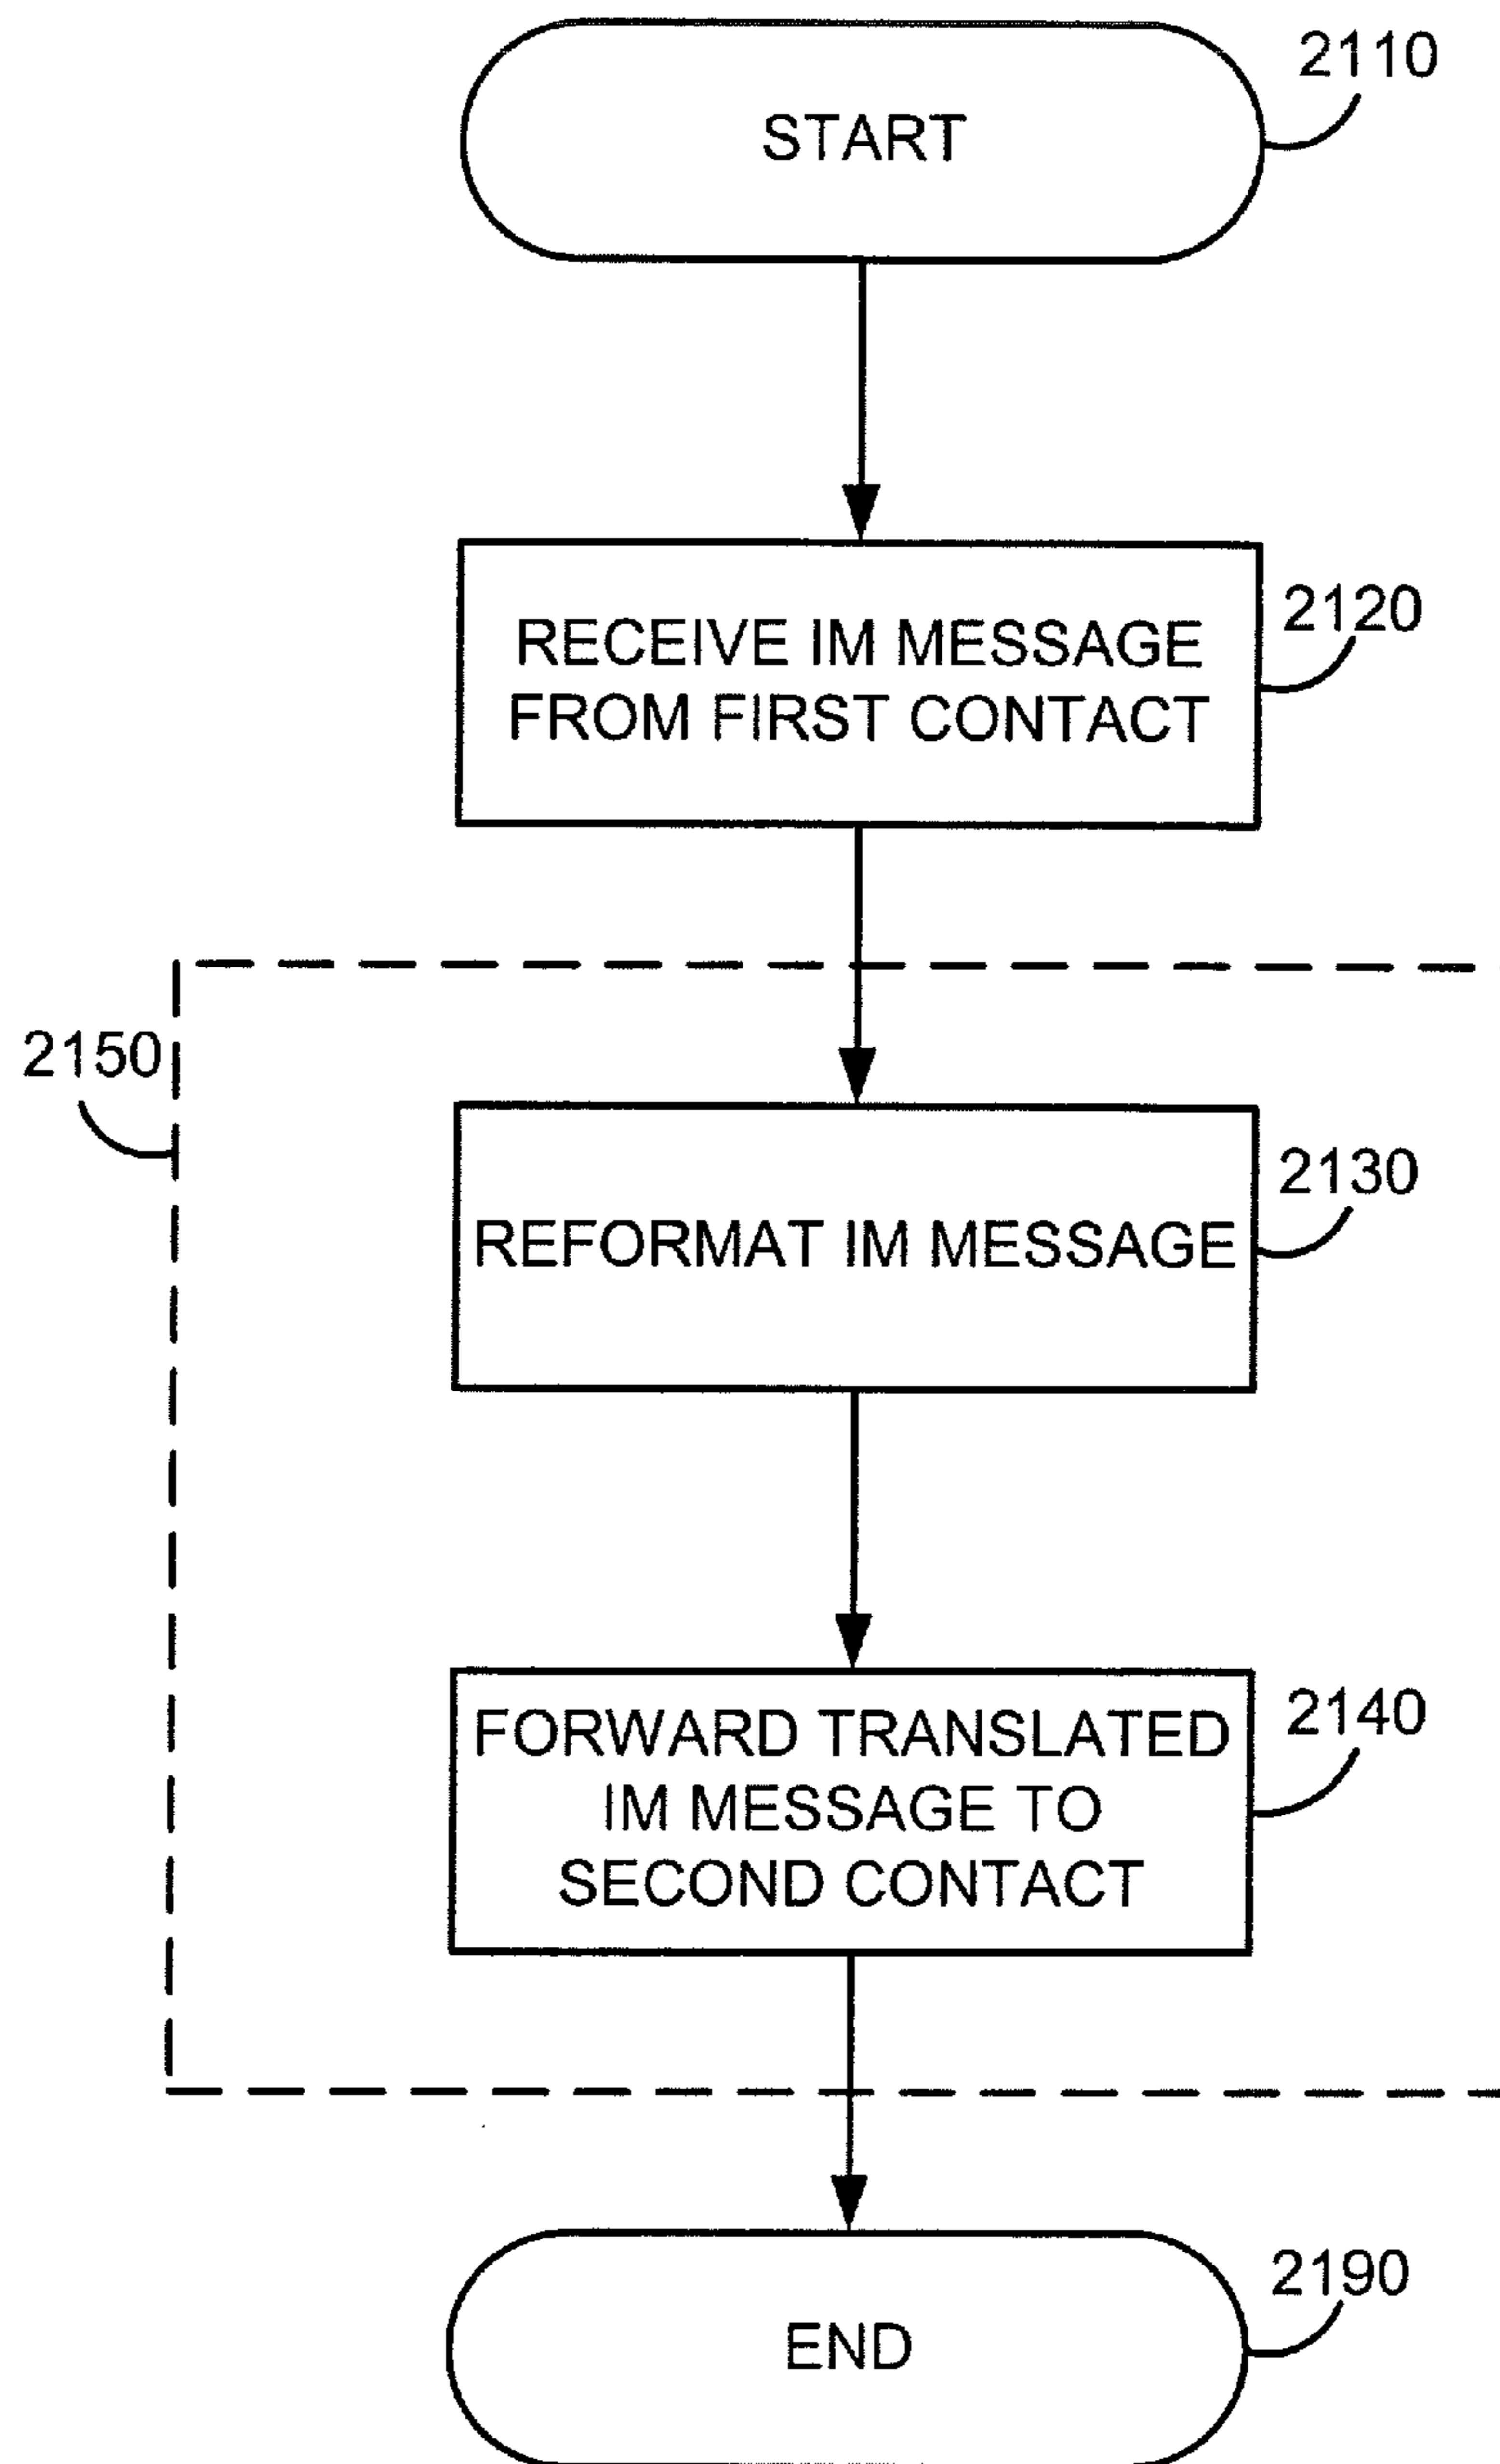 START
2110
RECEIVE IM MESSAGE
FROM FIRST CONTACT
2120
2150
REFORMAT IM MESSAGE
2130
FORWARD TRANSLATED
IM MESSAGE TO
SECOND CONTACT
2140
END
2190